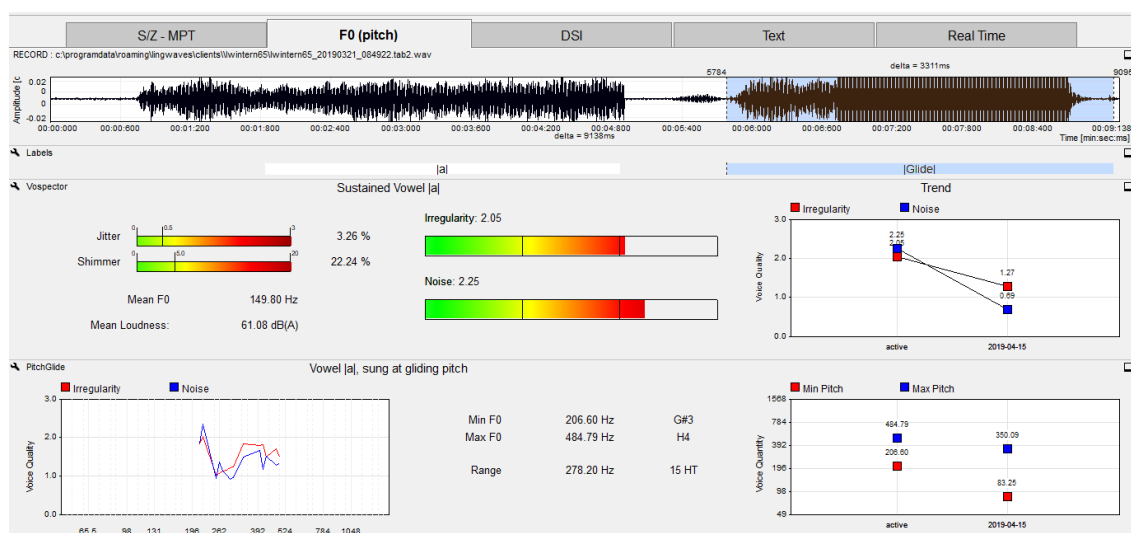 S/Z - MPT F0 (pitch) DSI Text Real Time
RECORD : c:\programdata\roaming\lingwaves\clients\lwintern65\lwintern65_20190321_084922.tab2.wav
5784 delta = 3311ms 9095
Amplitude [c
0.02
0
-0.02
00:00:000 00:00:600 00:01:200 00:01:800 00:02:400 00:03:000 00:03:600 00:04:200 00:04:800 00:05:400 00:06:000 00:06:600 00:07:200 00:07:800 00:08:400 00:09:138
delta = 9138ms Time [min:sec:ms]
Labels
|a| |Glide|
Vospector Sustained Vowel |a| Trend
Irregularity: 2.05
Jitter 0 0.5 3 3.26 %
Shimmer 0 5.0 20 22.24 %
Noise: 2.25
Mean F0 149.80 Hz
Mean Loudness: 61.08 dB(A)
Irregularity Noise
Voice Quality
3.0
2.0
1.0
0.0
2.25
2.05
1.27
0.69
active 2019-04-15
PitchGlide Vowel |a|, sung at gliding pitch
Irregularity Noise
Voice Quality
3.0
2.0
1.0
0.0
65.5 98 131 196 262 392 524 784 1048
Min F0 206.60 Hz G#3
Max F0 484.79 Hz H4
Range 278.20 Hz 15 HT
Min Pitch Max Pitch
Voice Quantity
1568
784
392
196
98
49
484.79
206.60
350.09
83.25
active 2019-04-15